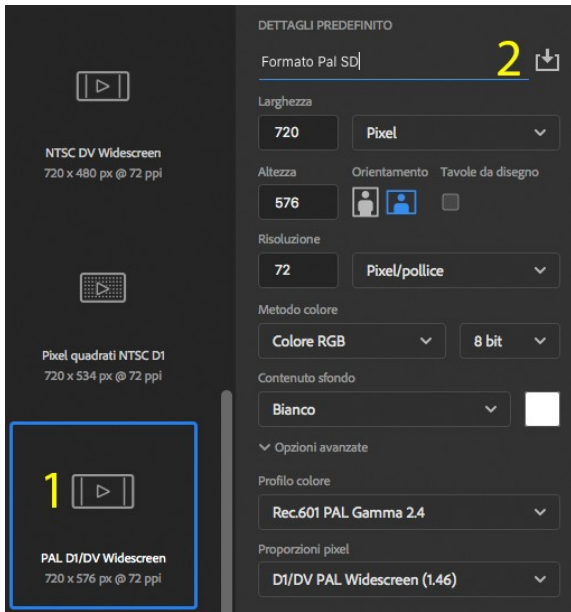 NTSC DV Widescreen
720 x 480 px @ 72 ppi
Pixel quadrati NTSC D1
720 x 534 px @ 72 ppi
1
PAL D1/DV Widescreen
720 x 576 px @ 72 ppi
DETTAGLI PREDEFINITO
Formato Pal SD
2
Larghezza
720 Pixel
Altezza Orientamento Tavole da disegno
576
Risoluzione
72 Pixel/pollice
Metodo colore
Colore RGB 8 bit
Contenuto sfondo
Bianco
Opzioni avanzate
Profilo colore
Rec.601 PAL Gamma 2.4
Proporzioni pixel
D1/DV PAL Widescreen (1.46)